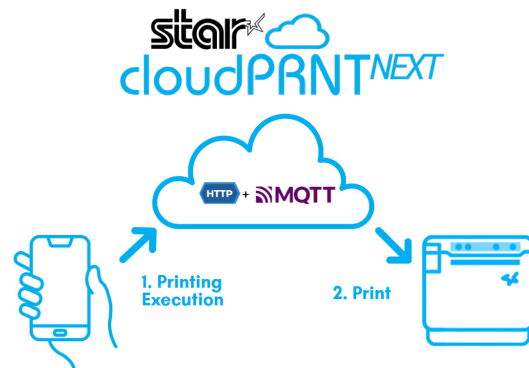 star
cloudPRNT NEXT
HTTP + MQTT
1. Printing
Execution
2. Print